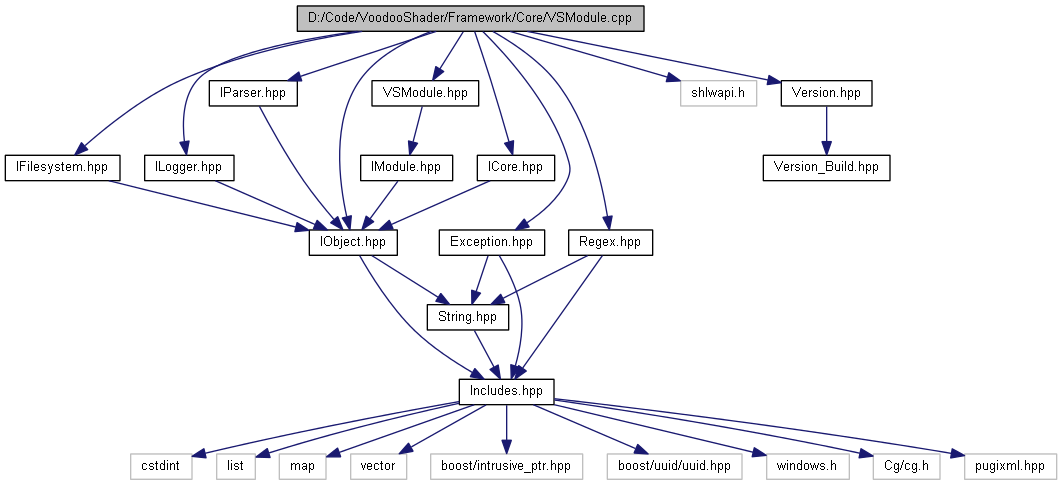 D:/Code/VoodooShader/Framework/Core/VSModule.cpp
IParser.hpp
VSModule.hpp
shlwapi.h
Version.hpp
IFilesystem.hpp
ILogger.hpp
IModule.hpp
ICore.hpp
Version_Build.hpp
IObject.hpp
Exception.hpp
Regex.hpp
String.hpp
Includes.hpp
cstdint
list
map
vector
boost/intrusive_ptr.hpp
boost/uuid/uuid.hpp
windows.h
Cg/cg.h
pugixml.hpp